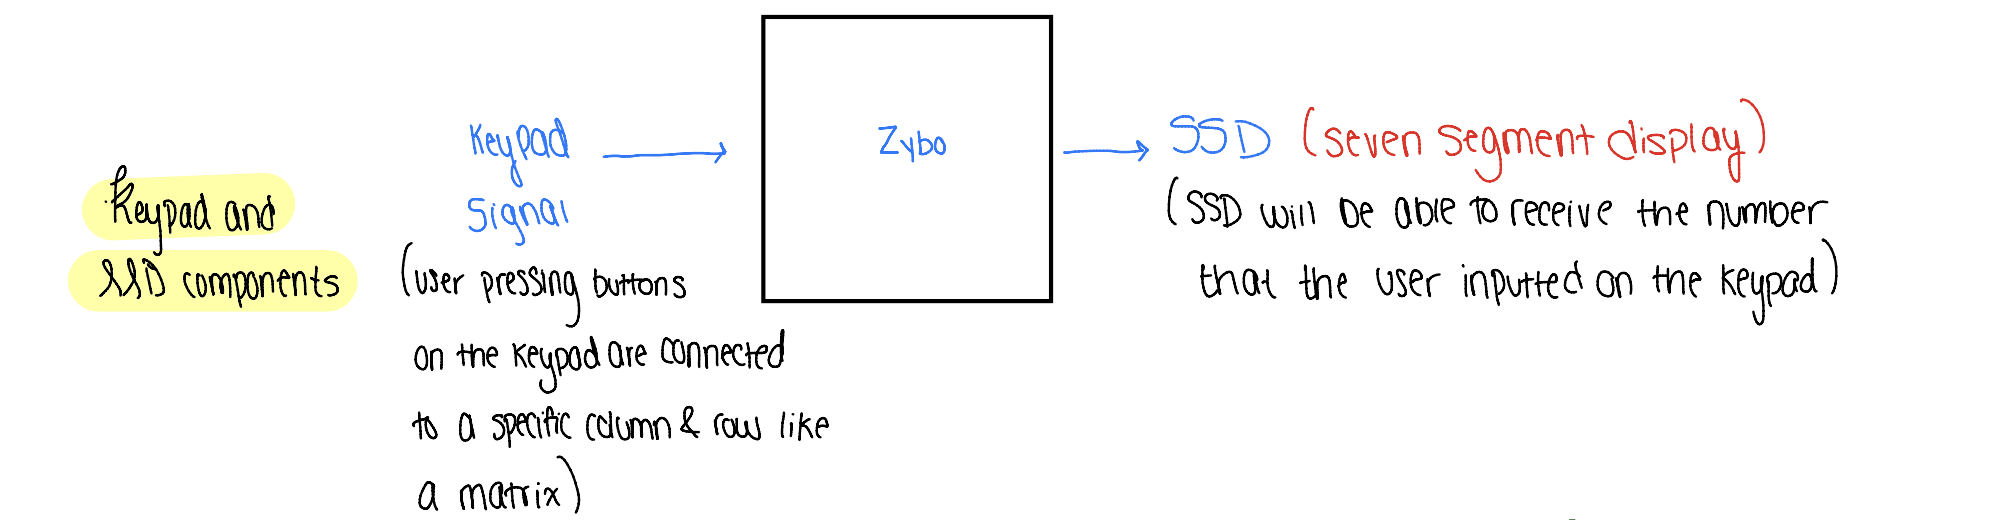 Keypad and
SSD components
Keypad
Signal
(user pressing buttons
on the keypad are connected
to a specific column & row like
a matrix)
Zybo
SSD (seven segment display)
(SSD will be able to receive the number
that the user inputted on the keypad)